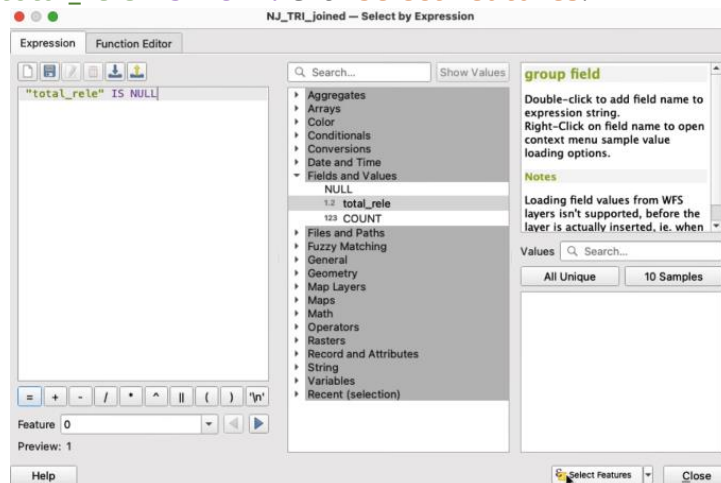 NJ_TRI_joined — Select by Expression
Expression
Function Editor
"total_rele" IS NULL
= + - / * ^ || ( ) '\n'
Feature 0
Preview: 1
Help
Search...
Show Values
Aggregates
Arrays
Color
Conditionals
Conversions
Date and Time
Fields and Values
NULL
1.2 total_rele
123 COUNT
Files and Paths
Fuzzy Matching
General
Geometry
Map Layers
Maps
Math
Operators
Rasters
Record and Attributes
String
Variables
Recent (selection)
group field
Double-click to add field name to
expression string.
Right-Click on field name to open
context menu sample value
loading options.
Notes
Loading field values from WFS
layers isn't supported, before the
layer is actually inserted, ie. when
Values
Search...
All Unique
10 Samples
Select Features
Close